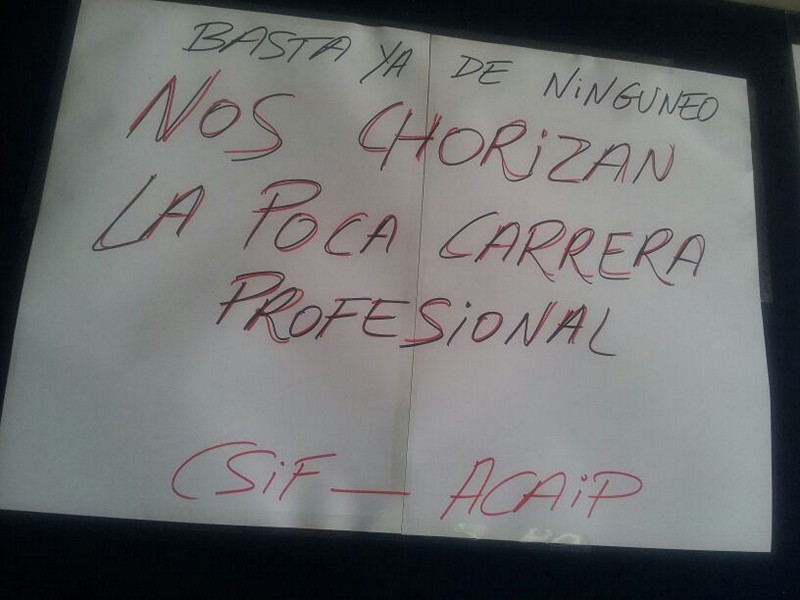 BASTA YA DE NiNGUNEO
NOS CHORiZAN
LA POCA CARRERA
PROFESiONAL
CSiF — ACAiP